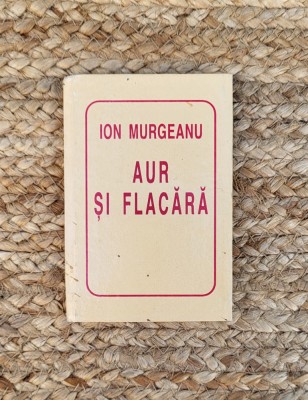 ION MURGEANU
AUR
ȘI FLACĂRĂ